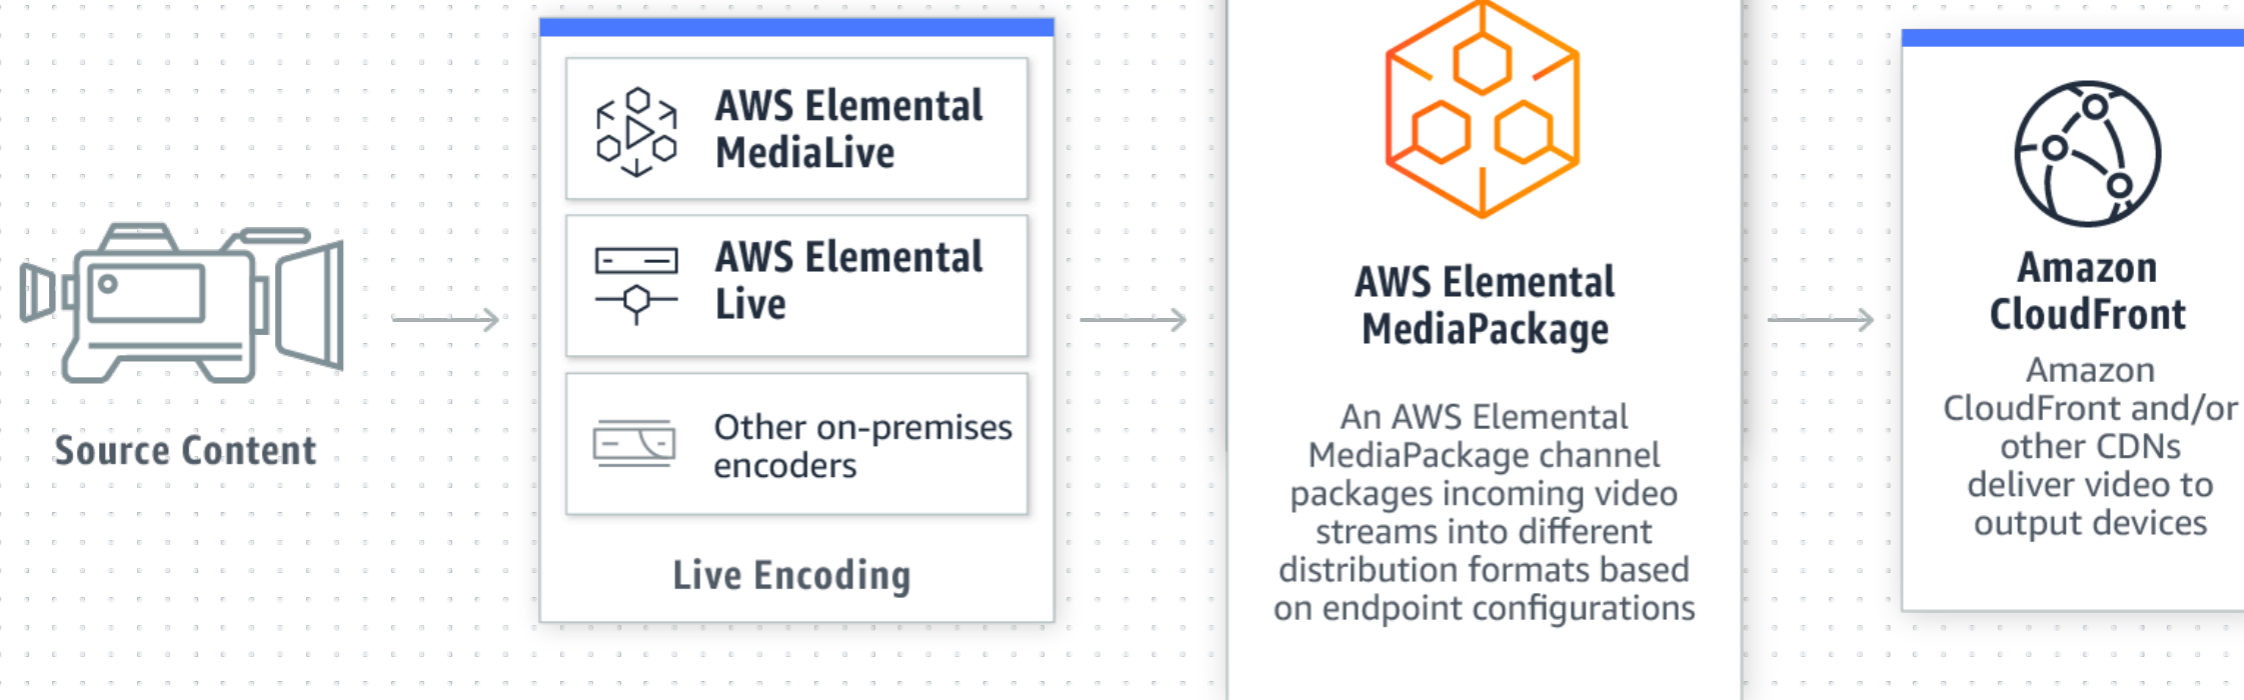 Source Content
AWS Elemental
MediaLive
AWS Elemental
Live
Other on-premises
encoders
Live Encoding
AWS Elemental
MediaPackage
An AWS Elemental
MediaPackage channel
packages incoming video
streams into different
distribution formats based
on endpoint configurations
Amazon
CloudFront
Amazon
CloudFront and/or
other CDNs
deliver video to
output devices